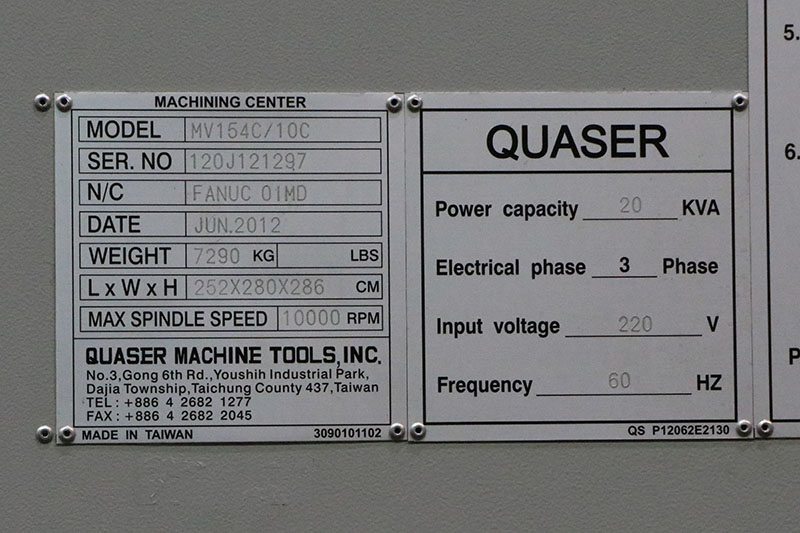 MACHINING CENTER
MODEL MV154C/10C
SER. NO 120J121297
N/C FANUC 0IMD
DATE JUN.2012
WEIGHT 7290 KG LBS
L x W x H 252X280X286 CM
MAX SPINDLE SPEED 10000 RPM
QUASER MACHINE TOOLS, INC.
No.3,Gong 6th Rd.,Youshih Industrial Park,
Dajia Township,Taichung County 437,Taiwan
TEL : +886 4 2682 1277
FAX : +886 4 2682 2045
MADE IN TAIWAN 3090101102
QUASER
Power capacity 20 KVA
Electrical phase 3 Phase
Input voltage 220 V
Frequency 60 HZ
QS P12062E2130
5.
6.
P